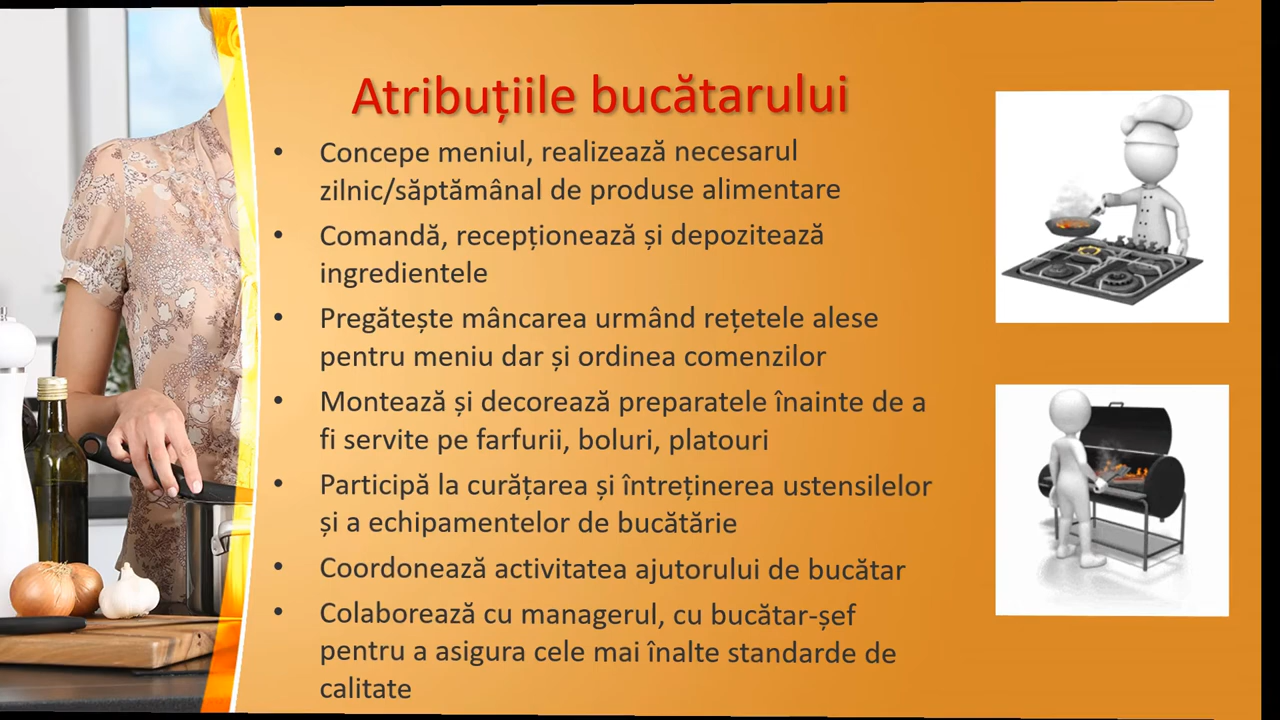 Atribuțiile bucătarului
• Concepe meniul, realizează necesarul
zilnic/săptămânal de produse alimentare
• Comandă, recepționează și depozitează
ingredientele
• Pregătește mâncarea urmând rețetele alese
pentru meniu dar și ordinea comenzilor
• Montează și decorează preparatele înainte de a
fi servite pe farfurii, boluri, platouri
• Participă la curățarea și întreținerea ustensilelor
și a echipamentelor de bucătărie
• Coordonează activitatea ajutorului de bucătar
• Colaborează cu managerul, cu bucătar-șef
pentru a asigura cele mai înalte standarde de
calitate